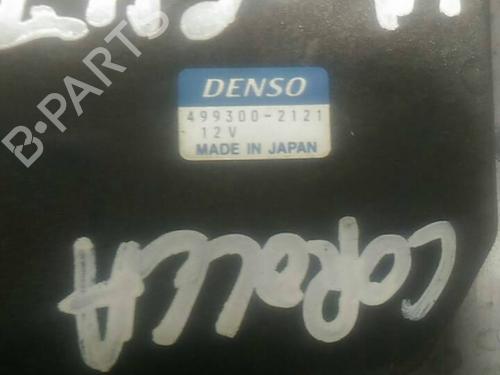 DENSO
499300-2121
12V
MADE IN JAPAN
COROLLA
B-PARTS